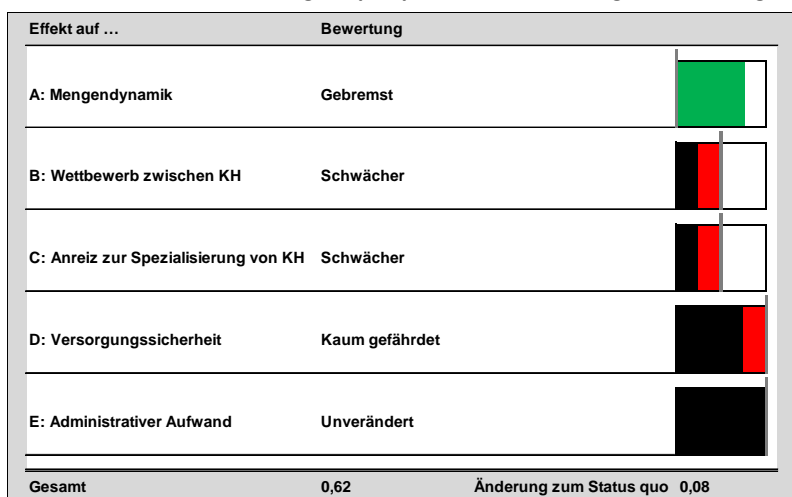 Effekt auf … Bewertung
A: Mengendynamik Gebremst
B: Wettbewerb zwischen KH Schwächer
C: Anreiz zur Spezialisierung von KH Schwächer
D: Versorgungssicherheit Kaum gefährdet
E: Administrativer Aufwand Unverändert
Gesamt 0,62 Änderung zum Status quo 0,08